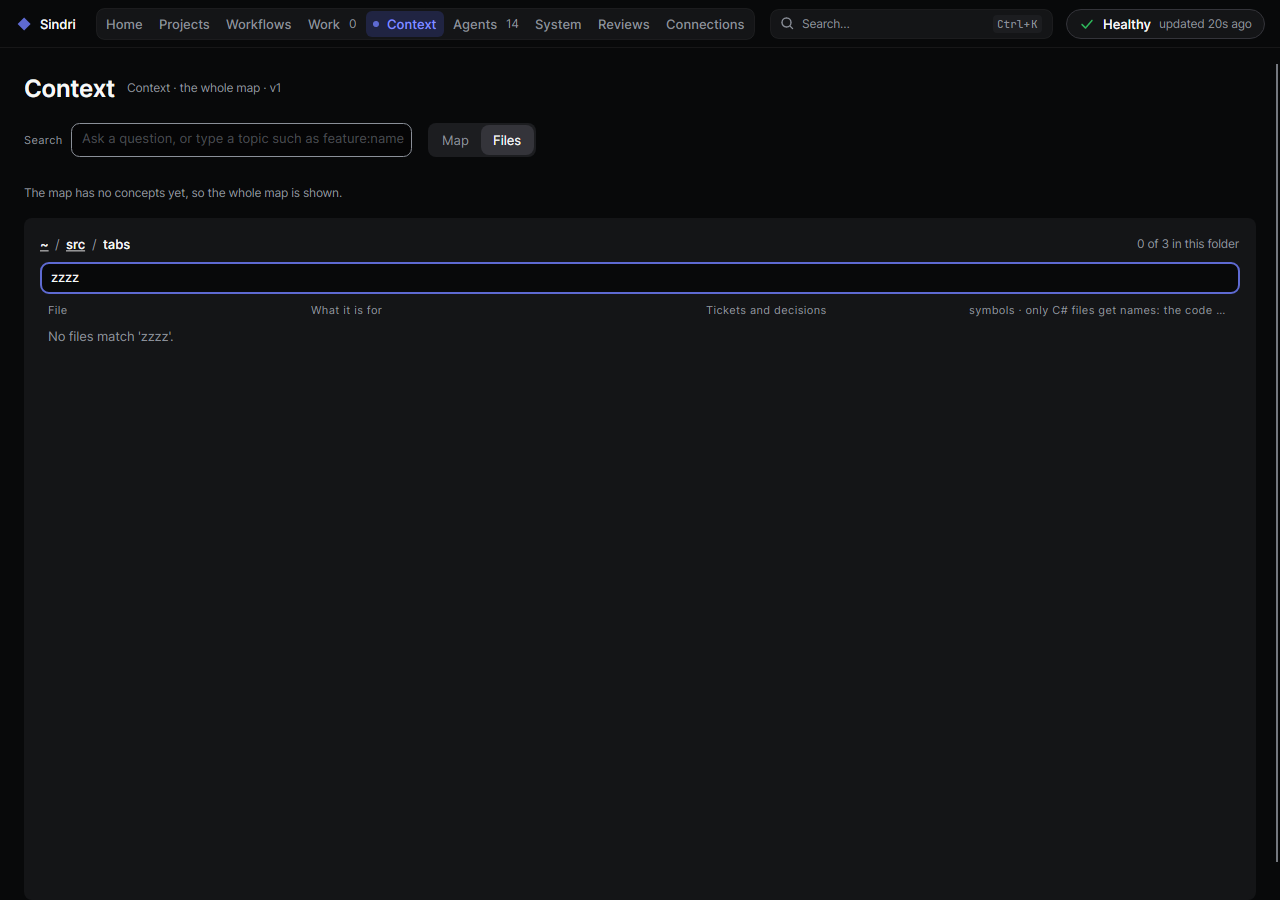 Sindri Home Projects Workflows Work 0 Context Agents 14 System Reviews Connections Search... Ctrl+K Healthy updated 20s ago
Context Context · the whole map · v1
Search Ask a question, or type a topic such as feature:name Map Files
The map has no concepts yet, so the whole map is shown.
~ / src / tabs 0 of 3 in this folder
zzzz
File What it is for Tickets and decisions symbols · only C# files get names: the code ...
No files match 'zzzz'.